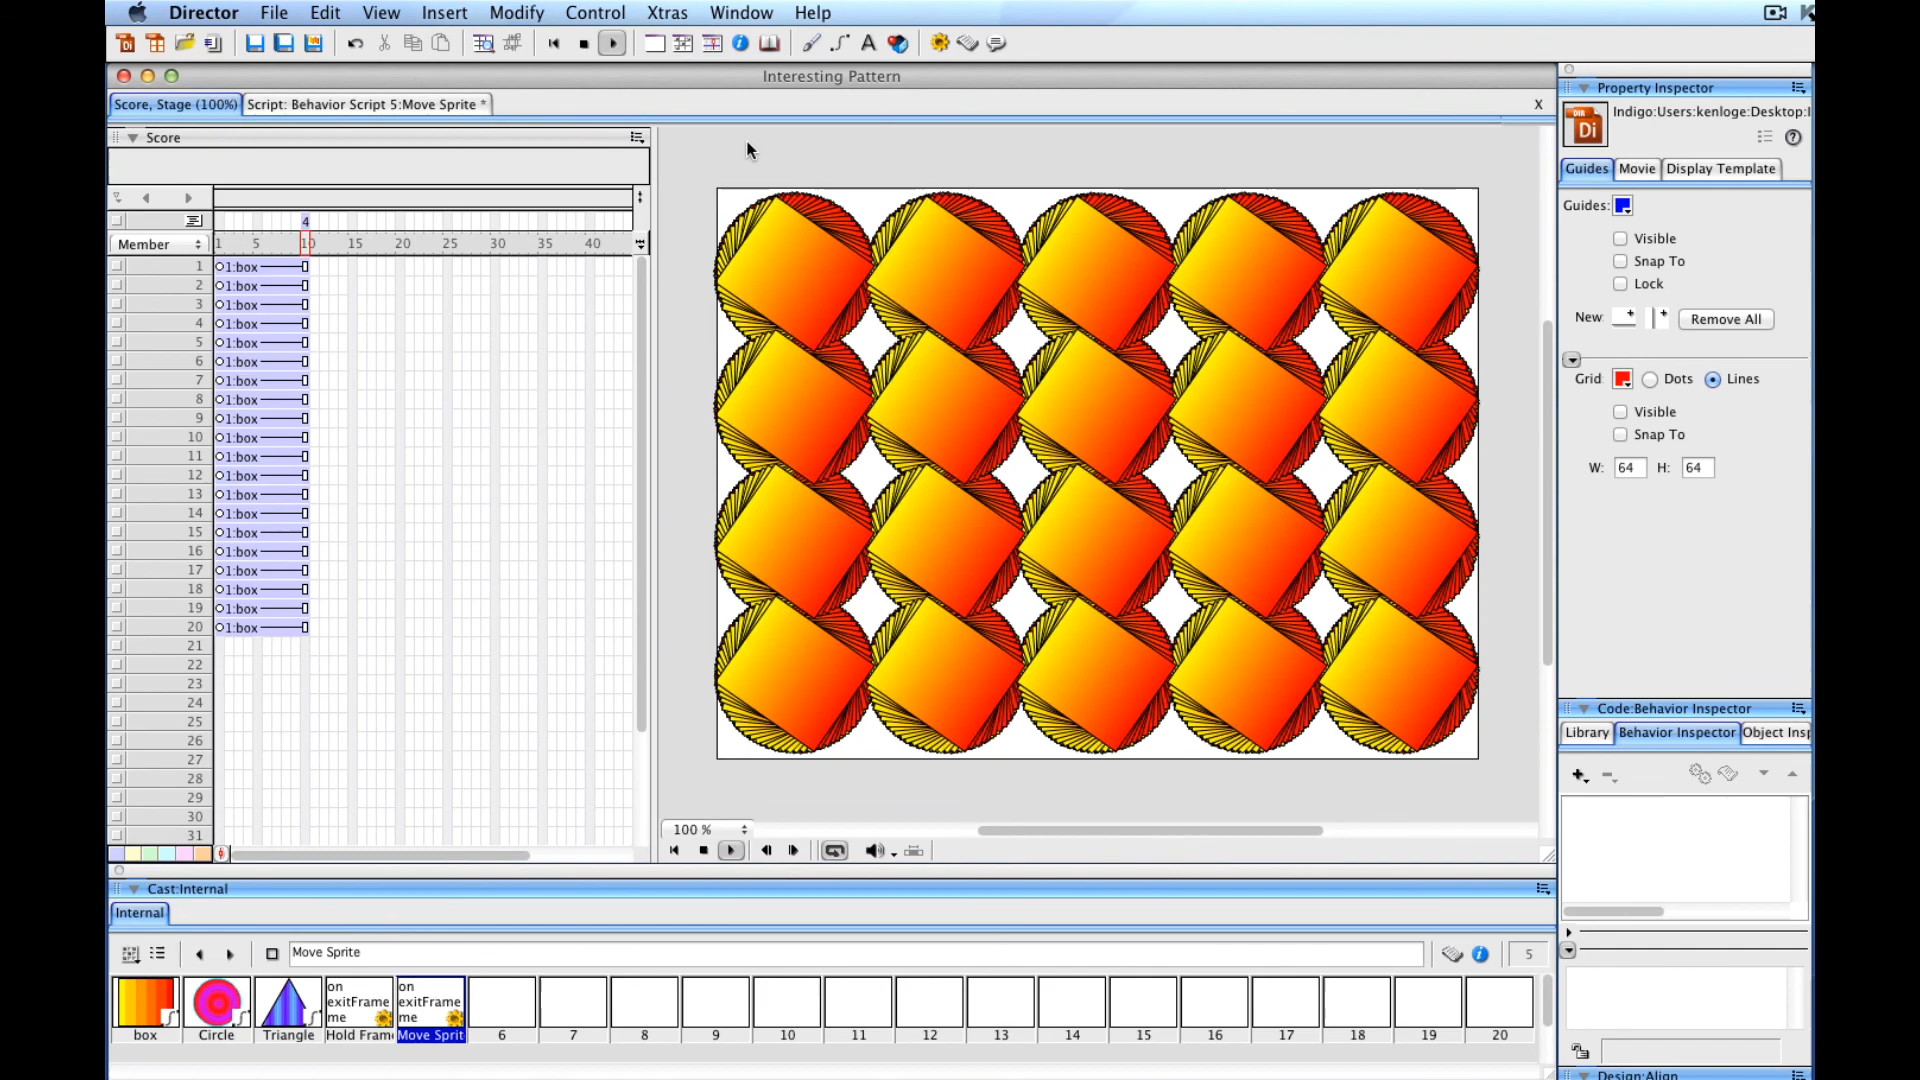 Director File Edit View Insert Modify Control Xtras Window Help
Interesting Pattern
Score, Stage (100%) Script: Behavior Script 5:Move Sprite * X
Score
4
Member 1 5 10 15 20 25 30 35 40
1 1:box
2 1:box
3 1:box
4 1:box
5 1:box
6 1:box
7 1:box
8 1:box
9 1:box
10 1:box
11 1:box
12 1:box
13 1:box
14 1:box
15 1:box
16 1:box
17 1:box
18 1:box
19 1:box
20 1:box
21
22
23
24
25
26
27
28
29
30
31
100 %
Property Inspector
DIR
Di
Indigo:Users:kenloge:Desktop:I
Guides Movie Display Template
Guides:
Visible
Snap To
Lock
New: Remove All
Grid: Dots Lines
Visible
Snap To
W: 64 H: 64
Code:Behavior Inspector
Library Behavior Inspector Object Insp
Cast:Internal
Internal
Move Sprite 5
on exitFrame me
on exitFrame me
box Circle Triangle Hold Fram Move Sprit 6 7 8 9 10 11 12 13 14 15 16 17 18 19 20
Design:Align